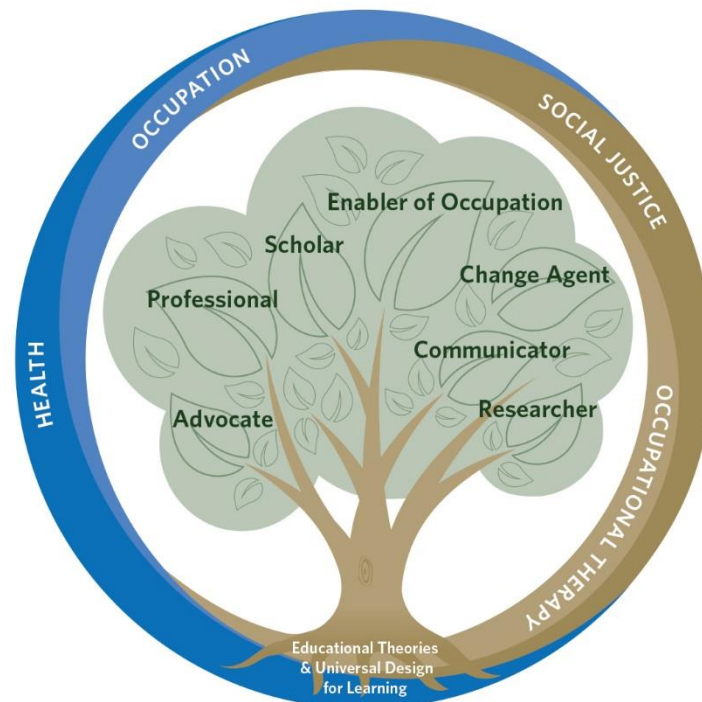 OCCUPATION
SOCIAL JUSTICE
HEALTH
OCCUPATIONAL THERAPY
Enabler of Occupation
Scholar
Change Agent
Professional
Communicator
Researcher
Advocate
Educational Theories
& Universal Design
for Learning